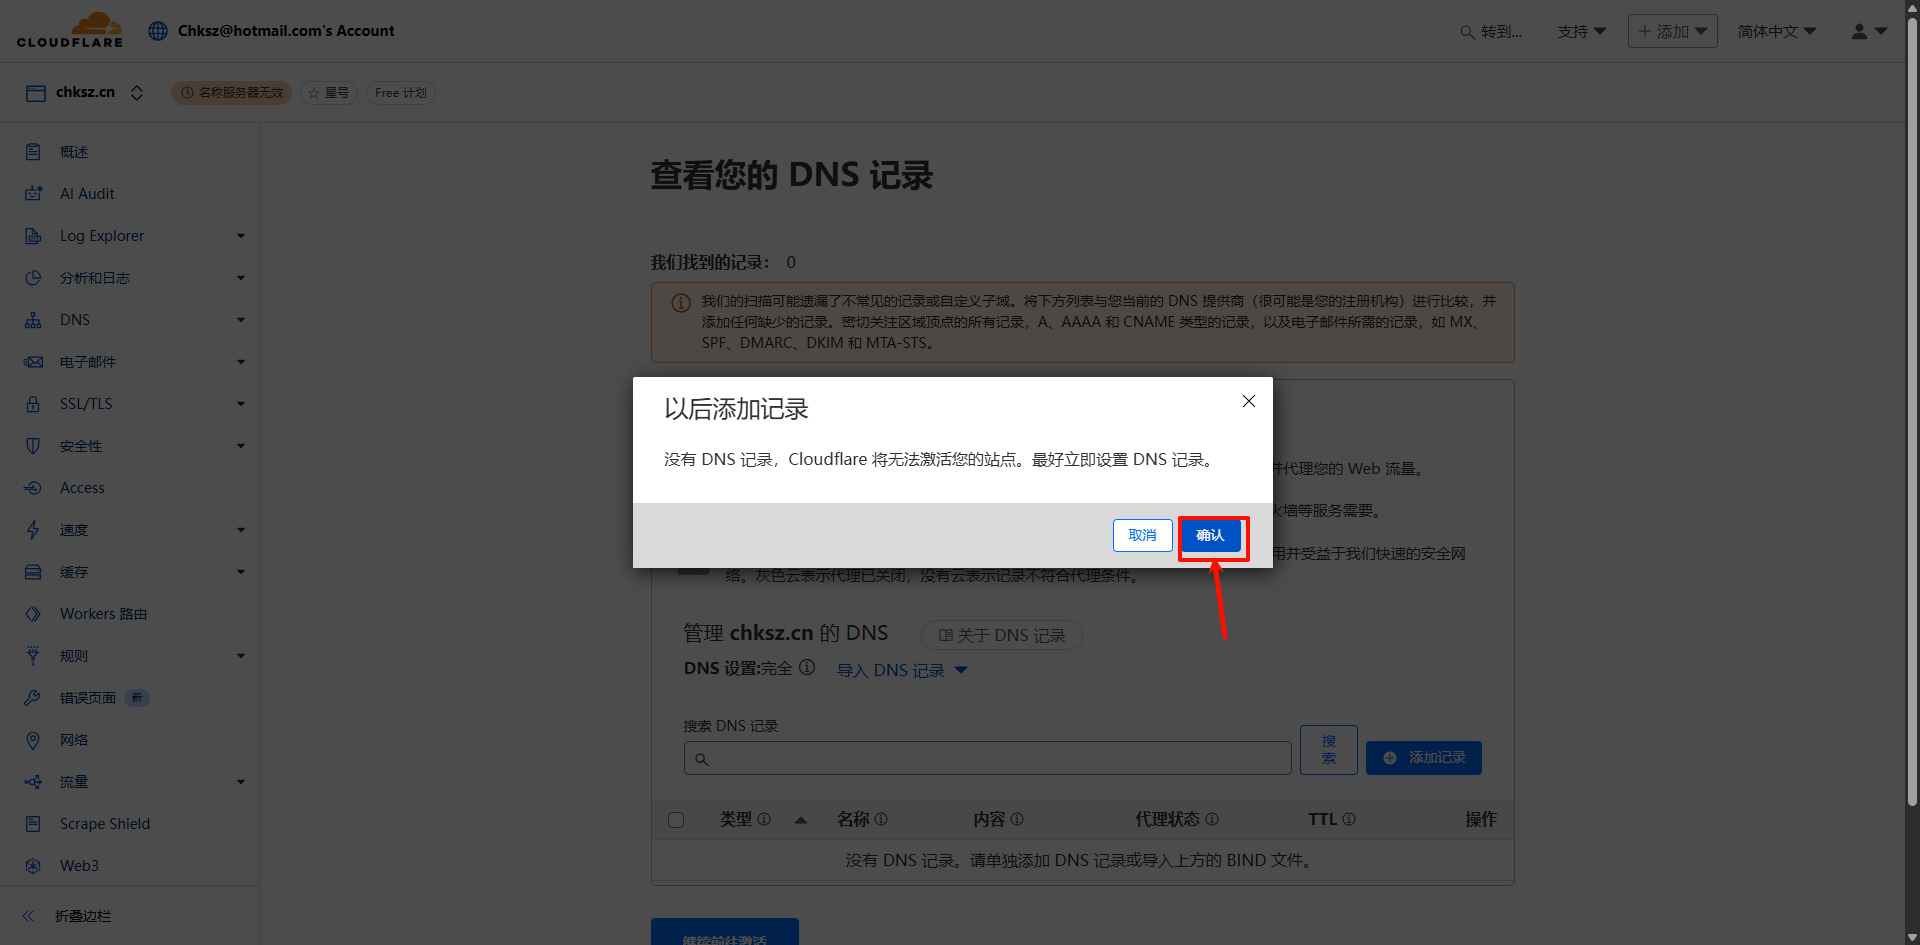 CLOUDFLARE
Chksz@hotmail.com's Account
转到...
支持
添加
简体中文
chksz.cn
名称服务器无效
星号
Free 计划
概述
AI Audit
Log Explorer
分析和日志
DNS
电子邮件
SSL/TLS
安全性
Access
速度
缓存
Workers 路由
规则
错误页面 新
网络
流量
Scrape Shield
Web3
折叠边栏
查看您的 DNS 记录
我们找到的记录： 0
我们的扫描可能遗漏了不常见的记录或自定义子域。将下方列表与您当前的 DNS 提供商（很可能是您的注册机构）进行比较，并
添加任何缺少的记录。密切关注区域顶点的所有记录，A、AAAA 和 CNAME 类型的记录，以及电子邮件所需的记录，如 MX、
SPF、DMARC、DKIM 和 MTA-STS。
以后添加记录
没有 DNS 记录，Cloudflare 将无法激活您的站点。最好立即设置 DNS 记录。
取消
确认
代理您的 Web 流量。
火墙等服务需要。
用并受益于我们快速的安全网
络。灰色云表示代理已关闭，没有云表示记录不符合代理条件。
管理 chksz.cn 的 DNS
关于 DNS 记录
DNS 设置:完全
导入 DNS 记录
搜索 DNS 记录
搜
索
添加记录
类型 名称 内容 代理状态 TTL 操作
没有 DNS 记录。请单独添加 DNS 记录或导入上方的 BIND 文件。
继续前往激活